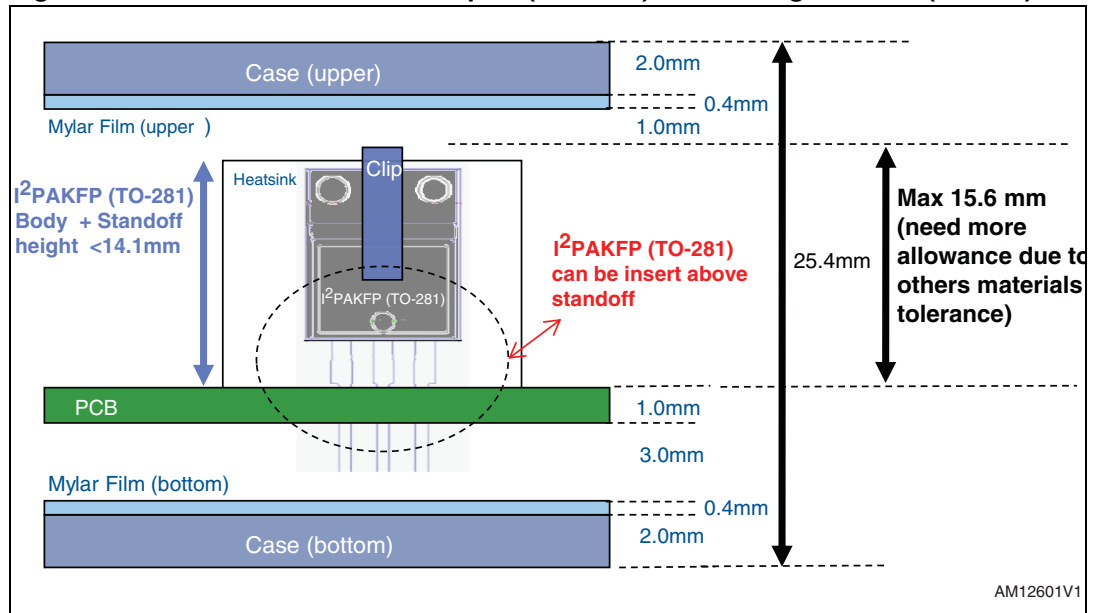 Case (upper)
2.0mm
0.4mm
Mylar Film (upper )
1.0mm
Clip
Heatsink
I2PAKFP (TO-281)
Body + Standoff
height <14.1mm
I2PAKFP (TO-281)
can be insert above
standoff
I2PAKFP (TO-281)
25.4mm
Max 15.6 mm
(need more
allowance due to
others materials
tolerance)
PCB
1.0mm
3.0mm
Mylar Film (bottom)
0.4mm
Case (bottom)
2.0mm
AM12601V1